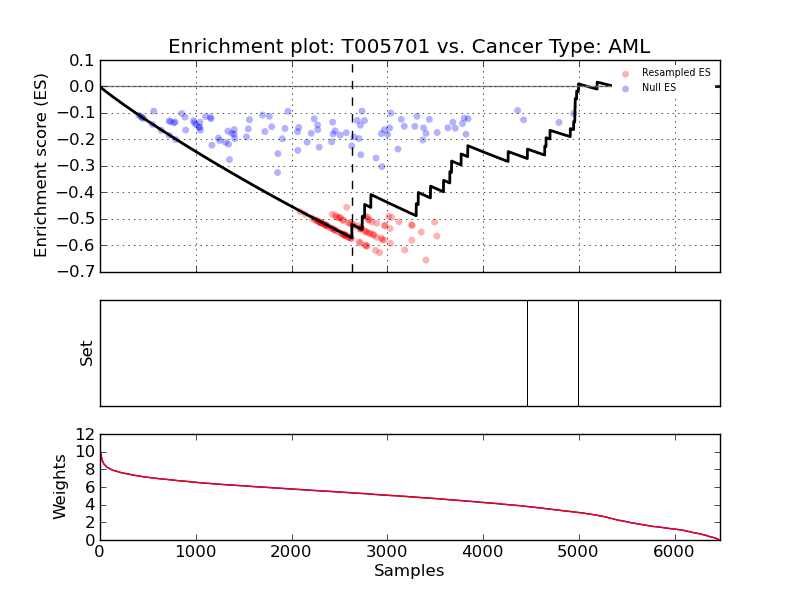 Enrichment plot: T005701 vs. Cancer Type: AML
Enrichment score (ES)
0.1
0.0
−0.1
−0.2
−0.3
−0.4
−0.5
−0.6
−0.7
Resampled ES
Null ES
Set
Weights
12
10
8
6
4
2
0
0 1000 2000 3000 4000 5000 6000
Samples